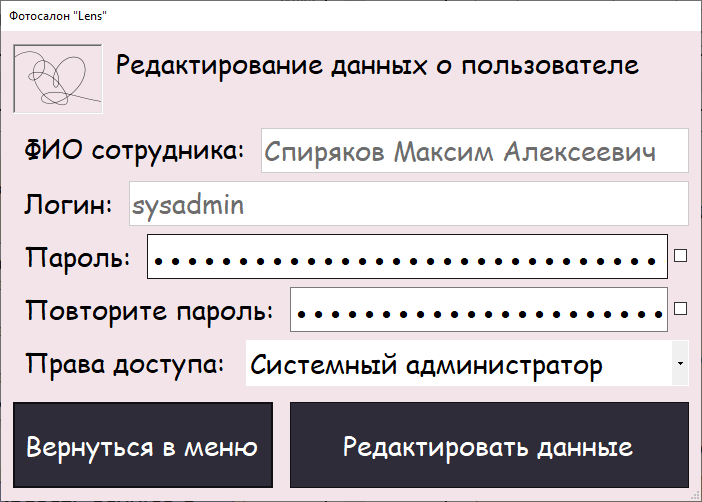 Фотосалон "Lens"
Редактирование данных о пользователе
ФИО сотрудника: Спиряков Максим Алексеевич
Логин: sysadmin
Пароль: ••••••••••••••••••••••••••••••
Повторите пароль: ••••••••••••••••••••••
Права доступа: Системный администратор
Вернуться в меню Редактировать данные